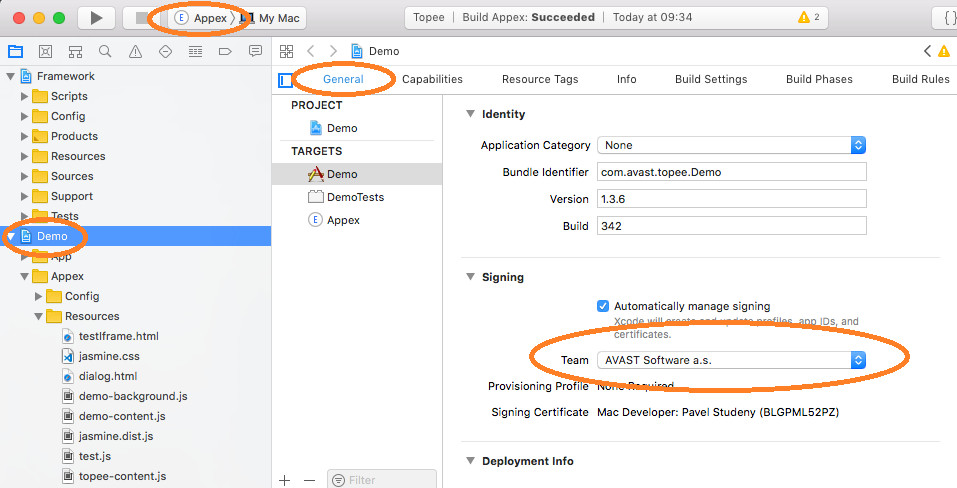 Appex
My Mac
Topee | Build Appex: Succeeded | Today at 09:34
2
{}
Demo
Framework
Scripts
Config
Products
Resources
Sources
Support
Tests
Demo
App
Appex
Config
Resources
testIframe.html
jasmine.css
dialog.html
demo-background.js
demo-content.js
jasmine.dist.js
test.js
topee-content.js
General
Capabilities
Resource Tags
Info
Build Settings
Build Phases
Build Rules
PROJECT
Demo
TARGETS
Demo
DemoTests
E Appex
Filter
Identity
Application Category None
Bundle Identifier com.avast.topee.Demo
Version 1.3.6
Build 342
Signing
Automatically manage signing
Xcode will create and update profiles, app IDs, and
certificates.
Team AVAST Software a.s.
Provisioning Profile None Required
Signing Certificate Mac Developer: Pavel Studeny (BLGPML52PZ)
Deployment Info